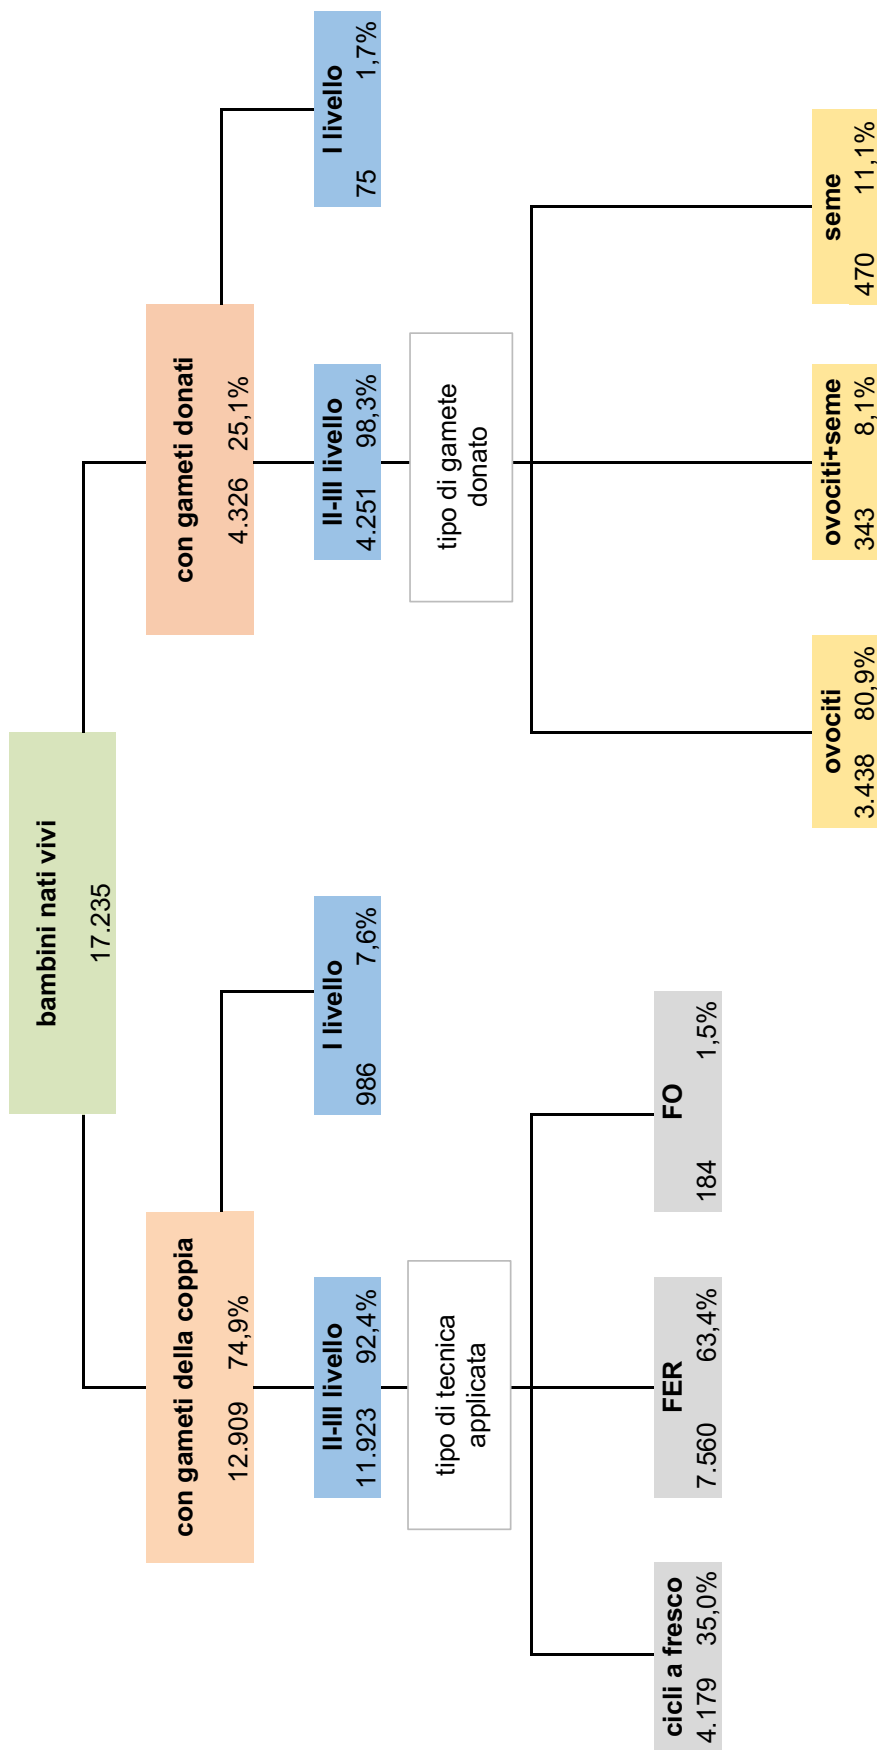 bambini nati vivi
17.235
con gameti della coppia
12.909 74,9%
con gameti donati
4.326 25,1%
II-III livello
11.923 92,4%
I livello
986 7,6%
II-III livello
4.251 98,3%
I livello
75 1,7%
tipo di tecnica
applicata
tipo di gamete
donato
cicli a fresco
4.179 35,0%
FER
7.560 63,4%
FO
184 1,5%
ovociti
3.438 80,9%
ovociti+seme
343 8,1%
seme
470 11,1%